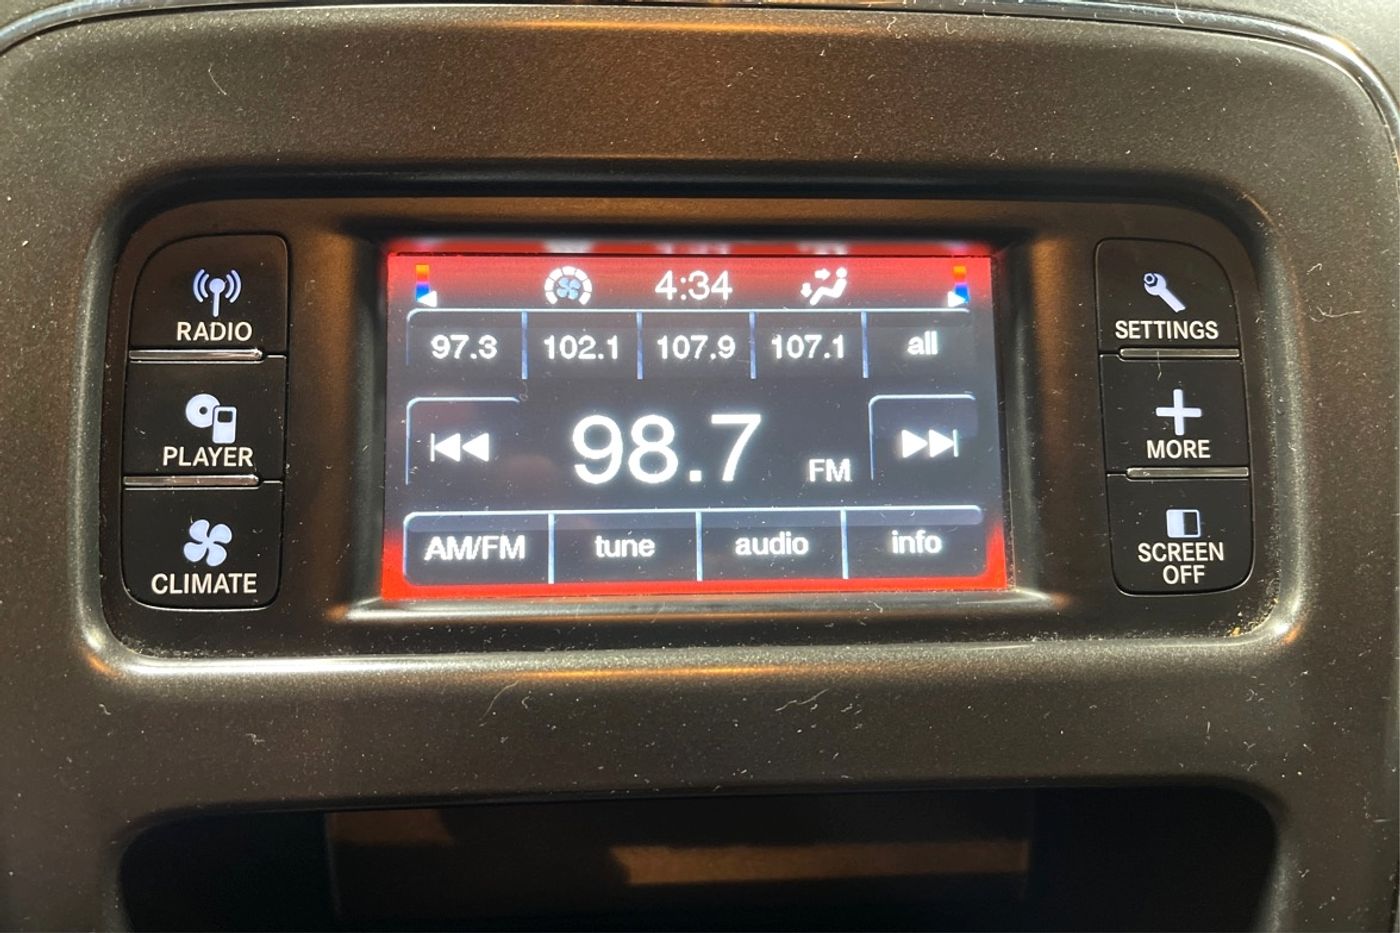 RADIO
PLAYER
CLIMATE
4:34
97.3 102.1 107.9 107.1 all
98.7 FM
AM/FM tune audio info
SETTINGS
MORE
SCREEN
OFF